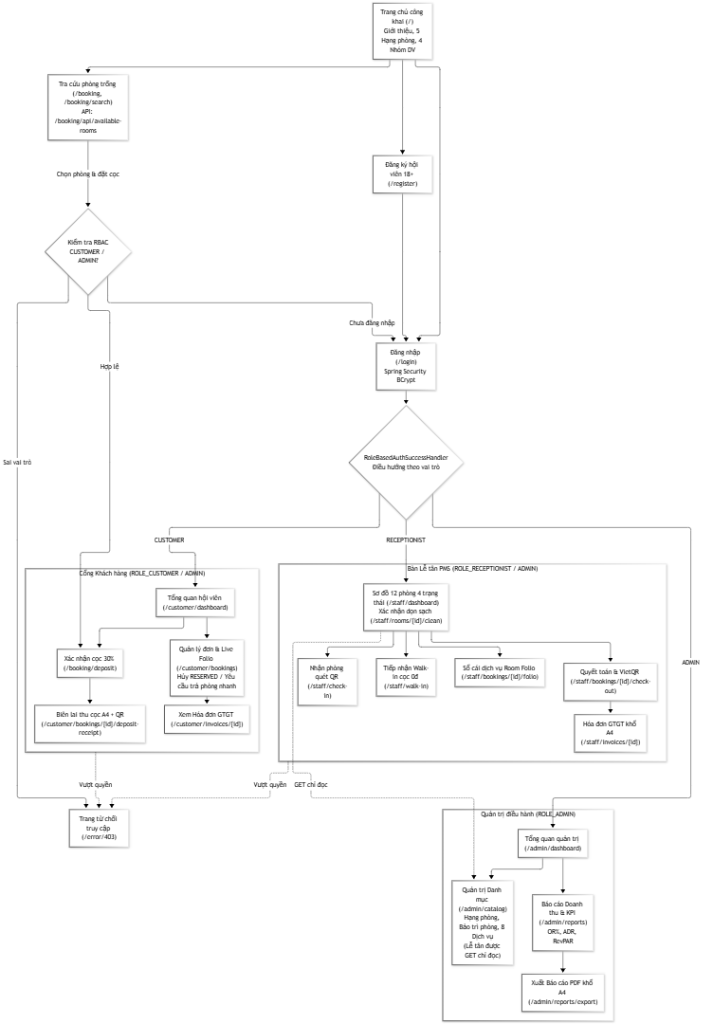 Trang chủ công
khai (/)
Giới thiệu, 5
Hạng phòng, 4
Nhóm DV
Tra cứu phòng trống
(/booking,
/booking/search)
API:
/booking/api/available-
rooms
Đăng ký hội
viên 18+
(/register)
Chọn phòng & đặt cọc
Kiểm tra RBAC
CUSTOMER /
ADMIN?
Chưa đăng nhập
Đăng nhập
(/login)
Spring Security
BCrypt
Hợp lệ
Sai vai trò
RoleBasedAuthSuccessHandler
Điều hướng theo vai trò
CUSTOMER
RECEPTIONIST
ADMIN
Cổng Khách hàng (ROLE_CUSTOMER / ADMIN)
Tổng quan hội viên
(/customer/dashboard)
Xác nhận cọc 30%
(/booking/deposit)
Quản lý đơn & Live
Folio
(/customer/bookings)
Hủy RESERVED / Yêu
cầu trả phòng nhanh
Biên lai thu cọc A4 + QR
(/customer/bookings/[id]/deposit-
receipt)
Xem Hóa đơn GTGT
(/customer/invoices/[id])
Bàn Lễ tân PMS (ROLE_RECEPTIONIST / ADMIN)
Sơ đồ 12 phòng 4 trạng
thái (/staff/dashboard)
Xác nhận dọn sạch
(/staff/rooms/[id]/clean)
Nhận phòng
quét QR
(/staff/check-
in)
Tiếp nhận Walk-
in cọc 0đ
(/staff/walk-in)
Sổ cái dịch vụ Room Folio
(/staff/bookings/[id]/folio)
Quyết toán & VietQR
(/staff/bookings/[id]/check-
out)
Hóa đơn GTGT khổ
A4
(/staff/invoices/[id])
Vượt quyền
Vượt quyền
GET chỉ đọc
Trang từ chối
truy cập
(/error/403)
Quản trị điều hành (ROLE_ADMIN)
Tổng quan quản trị
(/admin/dashboard)
Quản trị Danh
mục
(/admin/catalog)
Hạng phòng,
Bảo trì phòng, 8
Dịch vụ
(Lễ tân được
GET chỉ đọc)
Báo cáo Doanh
thu & KPI
(/admin/reports)
OR%, ADR,
RevPAR
Xuất Báo cáo PDF khổ
A4
(/admin/reports/export)